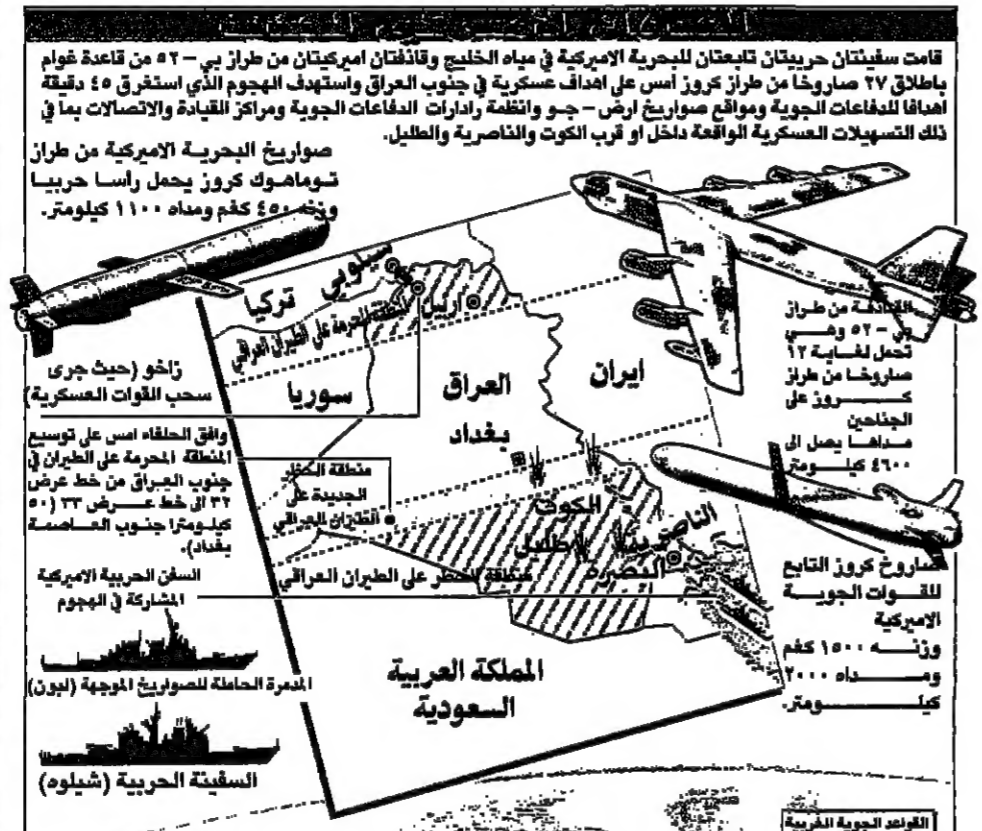 قامت سفينتان حربيتان تابعتان للبحرية الاميركية في مياه الخليج وقاذفتان اميركيتان من طراز بي – ٥٢ من قاعدة غوام
باطلاق ٢٧ صاروخا من طراز كروز أمس على اهداف عسكرية في جنوب العراق واستهدف الهجوم الذي استغرق ٤٥ دقيقة
اهدافا للدفاعات الجوية ومواقع صواريخ ارض – جو وانظمة رادارات الدفاعات الجوية ومراكز القيادة والاتصالات بما في
ذلك التسهيلات العسكرية الواقعة داخل او قرب الكوت والناصرية والطليل.
صواريخ البحرية الاميركية من طراز
توماهوك كروز يحمل رأسا حربيا
وزنه ٤٥٠ كغم ومداه ١١٠٠ كيلومتر.
سيلوبي
تركيا
اربيل
المنطقة المحرمة على الطيران العراقي
القاذفة من طراز
بي – ٥٢ وهي
تحمل لغاية ١٢
صاروخا من طراز
كروز على
الجناحين
مداها يصل الى
٤٦٠٠ كيلومتر
زاخو (حيث جرى
سحب القوات العسكرية)
سوريا
العراق
ايران
بغداد
وافق الحلفاء امس على توسيع
المنطقة المحرمة على الطيران في
جنوب العراق من خط عرض
٣٢ الى خط عرض ٣٣ (٥٠
كيلومترا جنوب العاصمة
بغداد).
منطقة الحظر
الجديدة على
الطيران العراقي
الكوت
الناصرية
طليل
البصرة
منطقة الحظر على الطيران العراقي
صاروخ كروز التابع
للقوات الجوية
الاميركية
وزنه ١٥٠٠ كغم
ومداه ٢٠٠٠
كيلومتر.
السفن الحربية الاميركية
المشاركة في الهجوم
المدمرة الحاملة للصواريخ الموجهة (لبون)
السفينة الحربية (شيلوه)
المملكة العربية
السعودية
القواعد الجوية الغربية